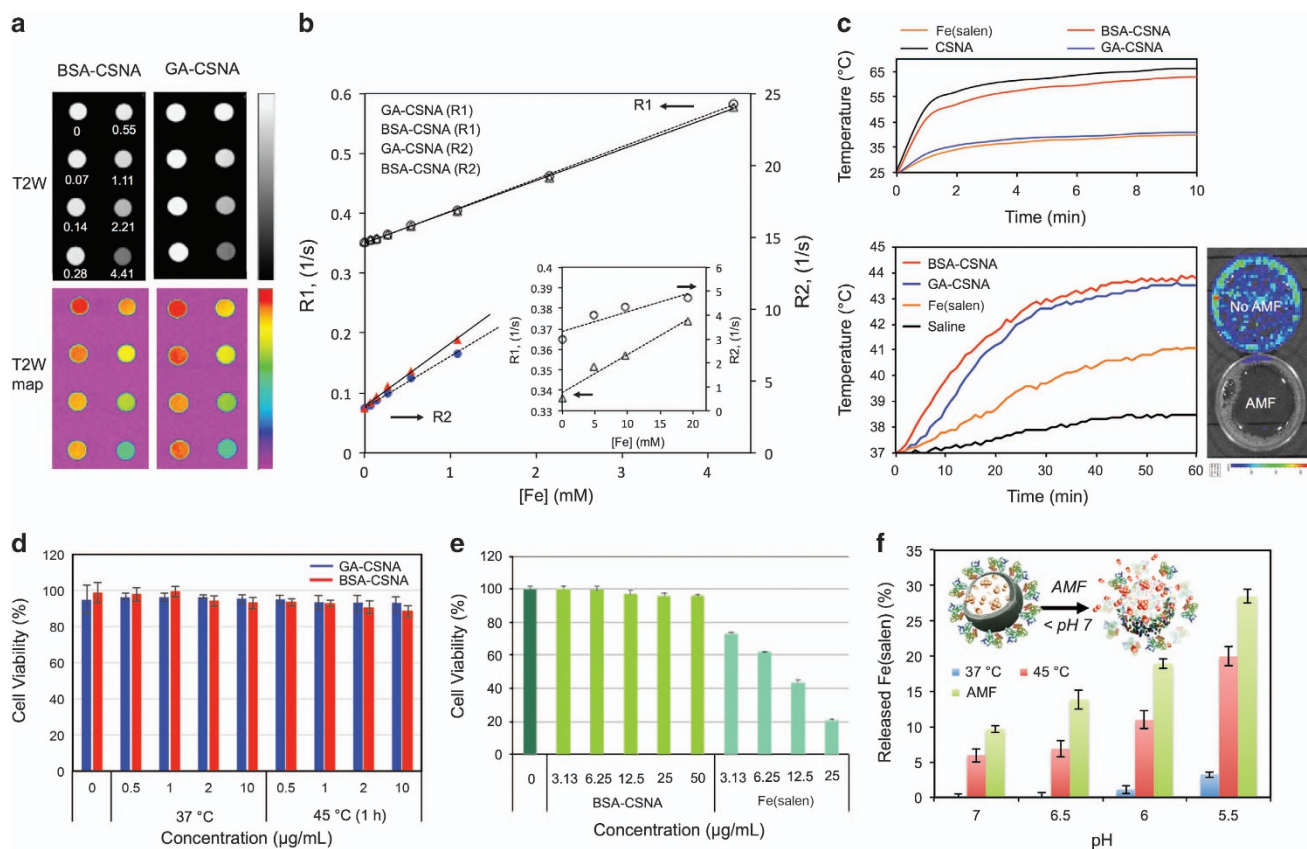 a
BSA-CSNA GA-CSNA
0 0.55
T2W
0.07 1.11
0.14 2.21
0.28 4.41
T2W
map
b
0.6
0.5
0.4
0.3
0.2
0.1
0
R1, (1/s)
GA-CSNA (R1)
BSA-CSNA (R1)
GA-CSNA (R2)
BSA-CSNA (R2)
R1
R2
25
20
15
10
5
0
R2, (1/s)
0 1 2 3 4
[Fe] (mM)
0.4
0.39
0.38
0.37
0.36
0.35
0.34
0.33
R1, (1/s)
6
5
4
3
2
1
0
R2, (1/s)
0 5 10 15 20
[Fe] (mM)
c
Fe(salen) BSA-CSNA
CSNA GA-CSNA
Temperature (°C)
65
55
45
35
25
0 2 4 6 8 10
Time (min)
Temperature (°C)
45
44
43
42
41
40
39
38
37
BSA-CSNA
GA-CSNA
Fe(salen)
Saline
0 10 20 30 40 50 60
Time (min)
No AMF
AMF
d
Cell Viability (%)
120
100
80
60
40
20
0
GA-CSNA
BSA-CSNA
0 0.5 1 2 10 0.5 1 2 10
37 °C 45 °C (1 h)
Concentration (μg/mL)
e
Cell Viability (%)
120
100
80
60
40
20
0
0 3.13 6.25 12.5 25 50 3.13 6.25 12.5 25
BSA-CSNA Fe(salen)
Concentration (μg/mL)
f
Released Fe(salen) (%)
35
30
25
20
15
10
5
0
AMF
< pH 7
37 °C 45 °C
AMF
7 6.5 6 5.5
pH